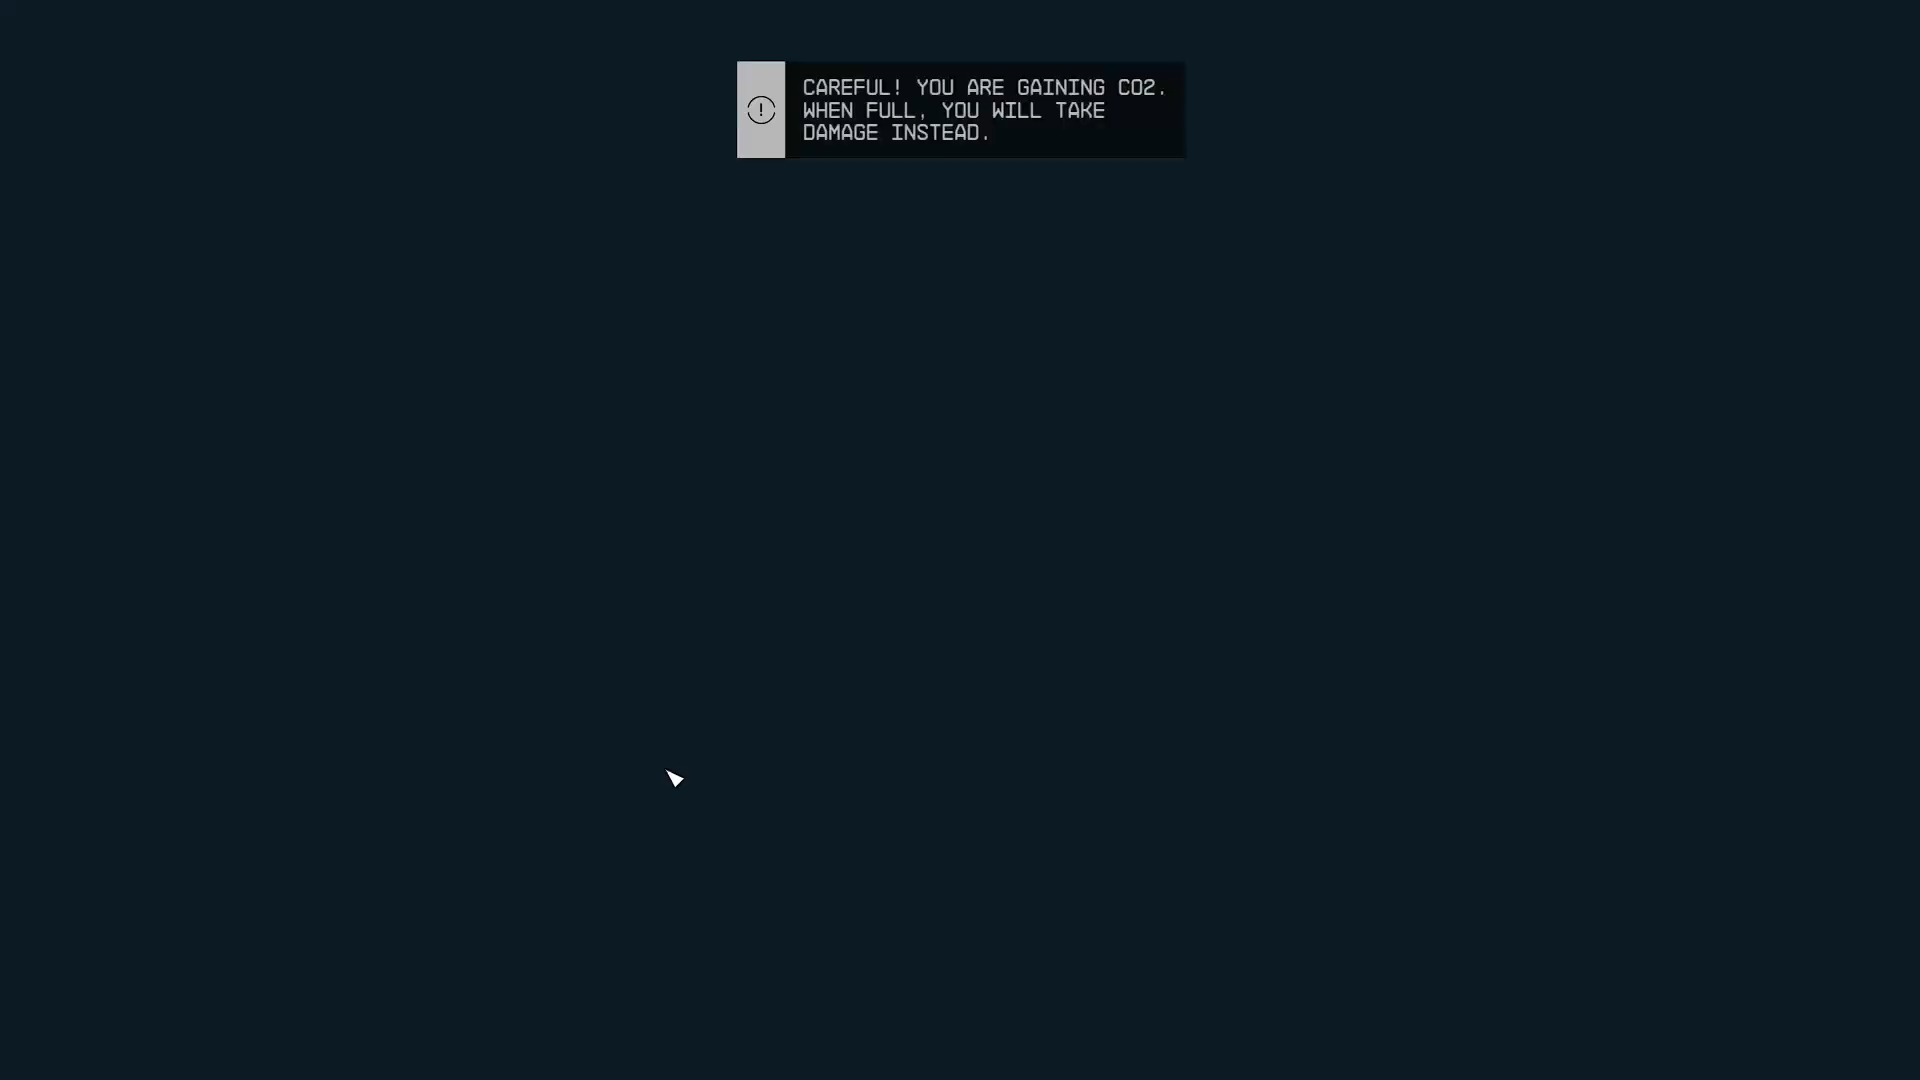 CAREFUL! YOU ARE GAINING CO2.
WHEN FULL, YOU WILL TAKE
DAMAGE INSTEAD.